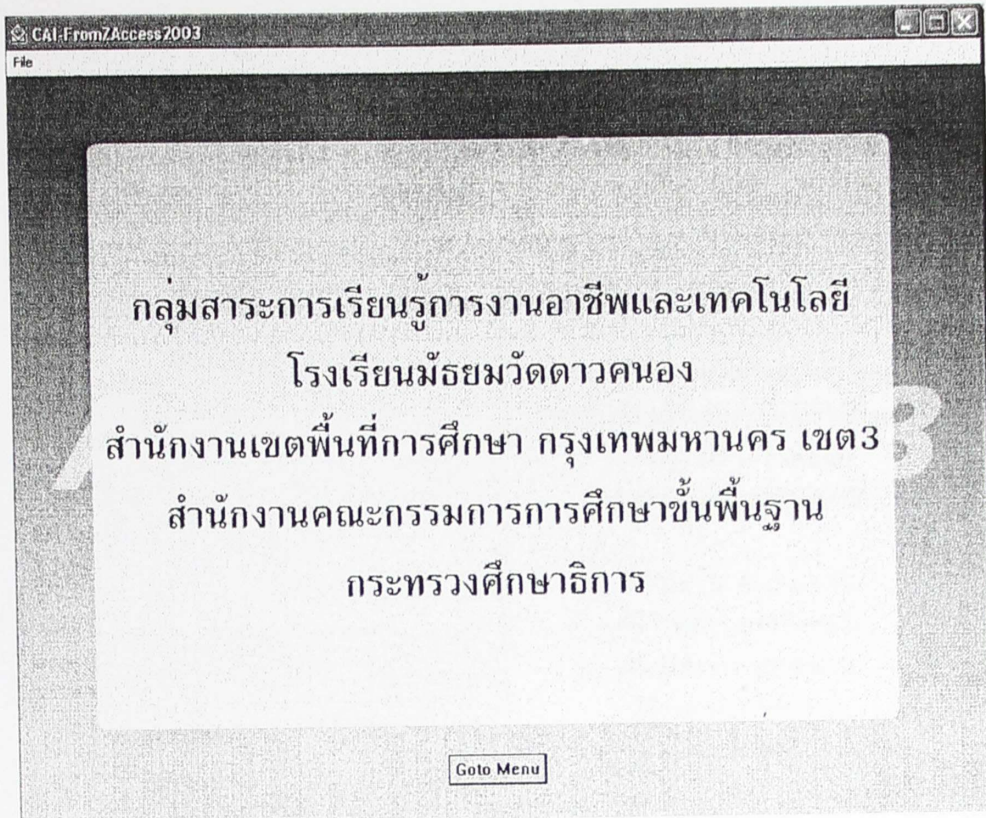 CAI-FromZAccess2003
File
กลุ่มสาระการเรียนรู้การงานอาชีพและเทคโนโลยี
โรงเรียนมัธยมวัดดาวคนอง
สำนักงานเขตพื้นที่การศึกษา กรุงเทพมหานคร เขต3
สำนักงานคณะกรรมการการศึกษาขั้นพื้นฐาน
กระทรวงศึกษาธิการ
Goto Menu